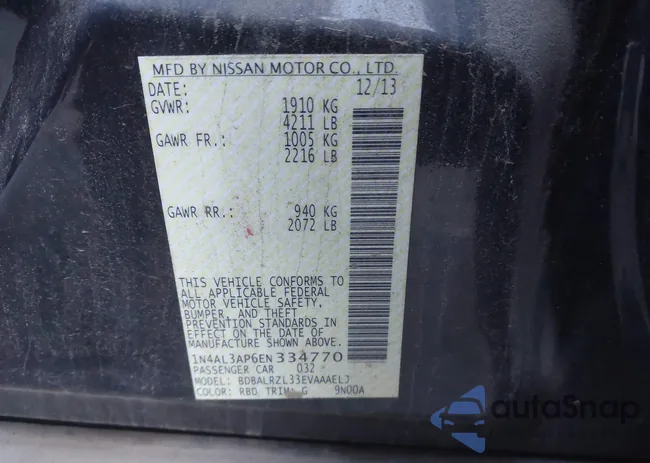 MFD BY NISSAN MOTOR CO., LTD.
DATE: 12/13
GVWR: 1910 KG
4211 LB
GAWR FR.: 1005 KG
2216 LB
GAWR RR.: 940 KG
2072 LB
THIS VEHICLE CONFORMS TO
ALL APPLICABLE FEDERAL
MOTOR VEHICLE SAFETY,
BUMPER, AND THEFT
PREVENTION STANDARDS
IN EFFECT ON THE DATE OF
MANUFACTURE SHOWN ABOVE.
1N4AL3AP6EN334770
PASSENGER CAR 032
MODEL: BDBALRZL33EVAAAELJ
COLOR: RBD TRIM: G 9N00A
autoSnap